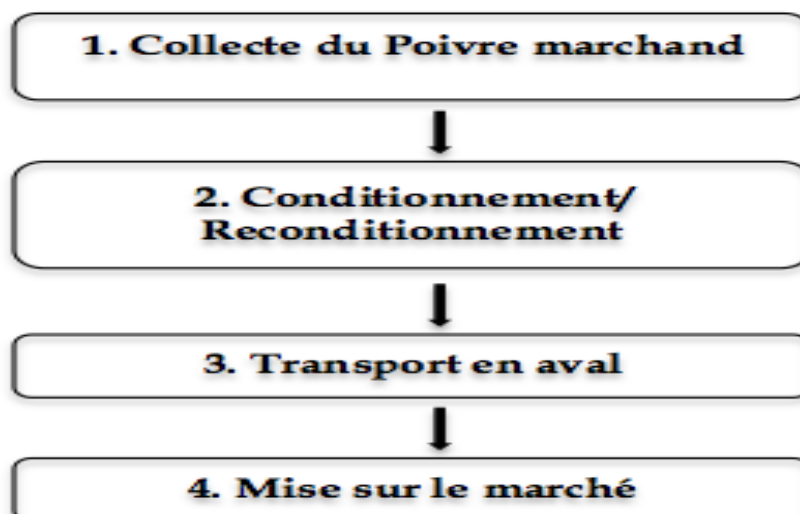 1. Collecte du Poivre marchand
2. Conditionnement/
Reconditionnement
3. Transport en aval
4. Mise sur le marché